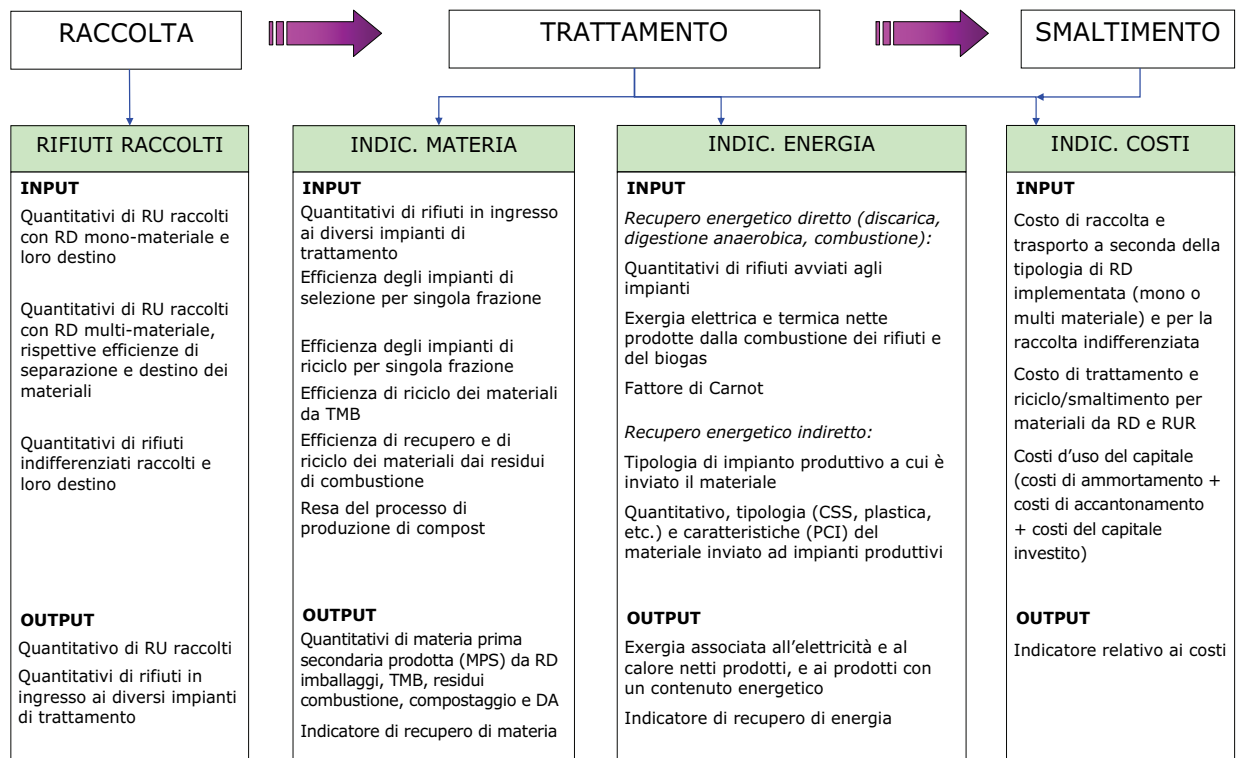 RACCOLTA
TRATTAMENTO
SMALTIMENTO
RIFIUTI RACCOLTI
INPUT
Quantitativi di RU raccolti
con RD mono-materiale e
loro destino
Quantitativi di RU raccolti
con RD multi-materiale,
rispettive efficienze di
separazione e destino dei
materiali
Quantitativi di rifiuti
indifferenziati raccolti e
loro destino
OUTPUT
Quantitativo di RU raccolti
Quantitativi di rifiuti in
ingresso ai diversi impianti
di trattamento
INDIC. MATERIA
INPUT
Quantitativi di rifiuti in ingresso
ai diversi impianti di
trattamento
Efficienza degli impianti di
selezione per singola frazione
Efficienza degli impianti di
riciclo per singola frazione
Efficienza di riciclo dei materiali
da TMB
Efficienza di recupero e di
riciclo dei materiali dai residui
di combustione
Resa del processo di
produzione di compost
OUTPUT
Quantitativi di materia prima
secondaria prodotta (MPS) da RD
imballaggi, TMB, residui
combustione, compostaggio e DA
Indicatore di recupero di materia
INDIC. ENERGIA
INPUT
Recupero energetico diretto (discarica,
digestione anaerobica, combustione):
Quantitativi di rifiuti avviati agli
impianti
Exergia elettrica e termica nette
prodotte dalla combustione dei rifiuti e
del biogas
Fattore di Carnot
Recupero energetico indiretto:
Tipologia di impianto produttivo a cui è
inviato il materiale
Quantitativo, tipologia (CSS, plastica,
etc.) e caratteristiche (PCI) del
materiale inviato ad impianti produttivi
OUTPUT
Exergia associata all'elettricità e al
calore netti prodotti, e ai prodotti con
un contenuto energetico
Indicatore di recupero di energia
INDIC. COSTI
INPUT
Costo di raccolta e
trasporto a seconda della
tipologia di RD
implementata (mono o
multi materiale) e per la
raccolta indifferenziata
Costo di trattamento e
riciclo/smaltimento per
materiali da RD e RUR
Costi d'uso del capitale
(costi di ammortamento +
costi di accantonamento
+ costi del capitale
investito)
OUTPUT
Indicatore relativo ai costi